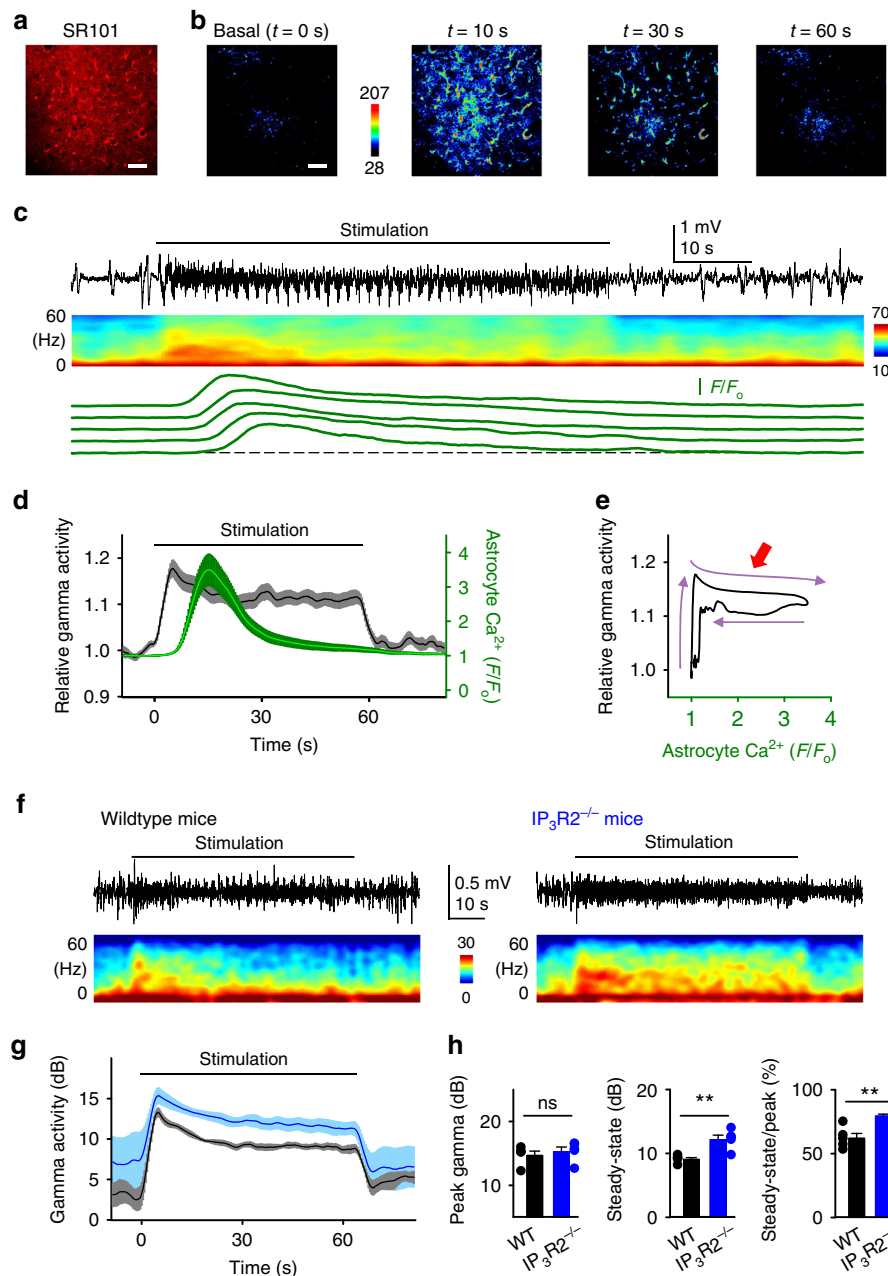 a
SR101
b
Basal (t = 0 s)
t = 10 s
t = 30 s
t = 60 s
207
28
c
Stimulation
1 mV
10 s
60
(Hz)
0
70
10
F/Fo
d
Stimulation
Relative gamma activity
1.2
1.1
1.0
0.9
4
3
2
1
0
Astrocyte Ca2+ (F/Fo)
0
30
60
Time (s)
e
Relative gamma activity
1.2
1.1
1.0
1
2
3
4
Astrocyte Ca2+ (F/Fo)
f
Wildtype mice
Stimulation
0.5 mV
10 s
60
(Hz)
0
30
0
IP3R2–/– mice
Stimulation
60
(Hz)
0
g
Stimulation
Gamma activity (dB)
15
10
5
0
0
30
60
Time (s)
h
Peak gamma (dB)
20
10
ns
WT
IP3R2–/–
Steady-state (dB)
20
10
0
**
WT
IP3R2–/–
Steady-state/peak (%)
100
50
0
**
WT
IP3R2–/